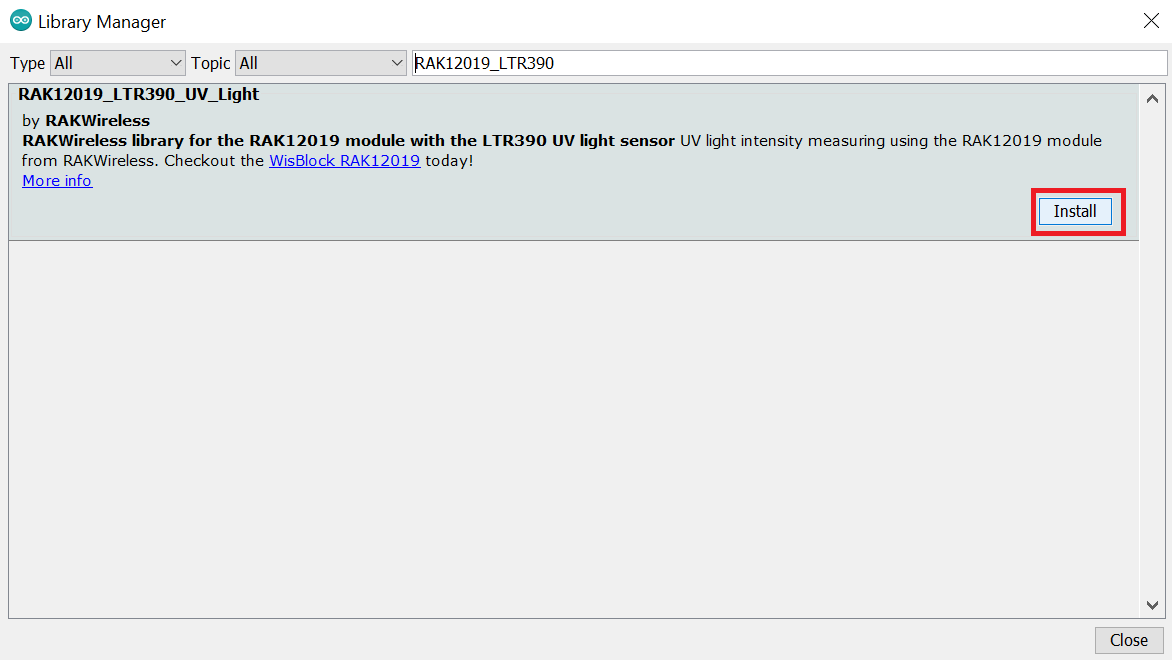 Library Manager
Type All Topic All RAK12019_LTR390
RAK12019_LTR390_UV_Light
by RAKWireless
RAKWireless library for the RAK12019 module with the LTR390 UV light sensor UV light intensity measuring using the RAK12019 module
from RAKWireless. Checkout the WisBlock RAK12019 today!
More info
Install
Close